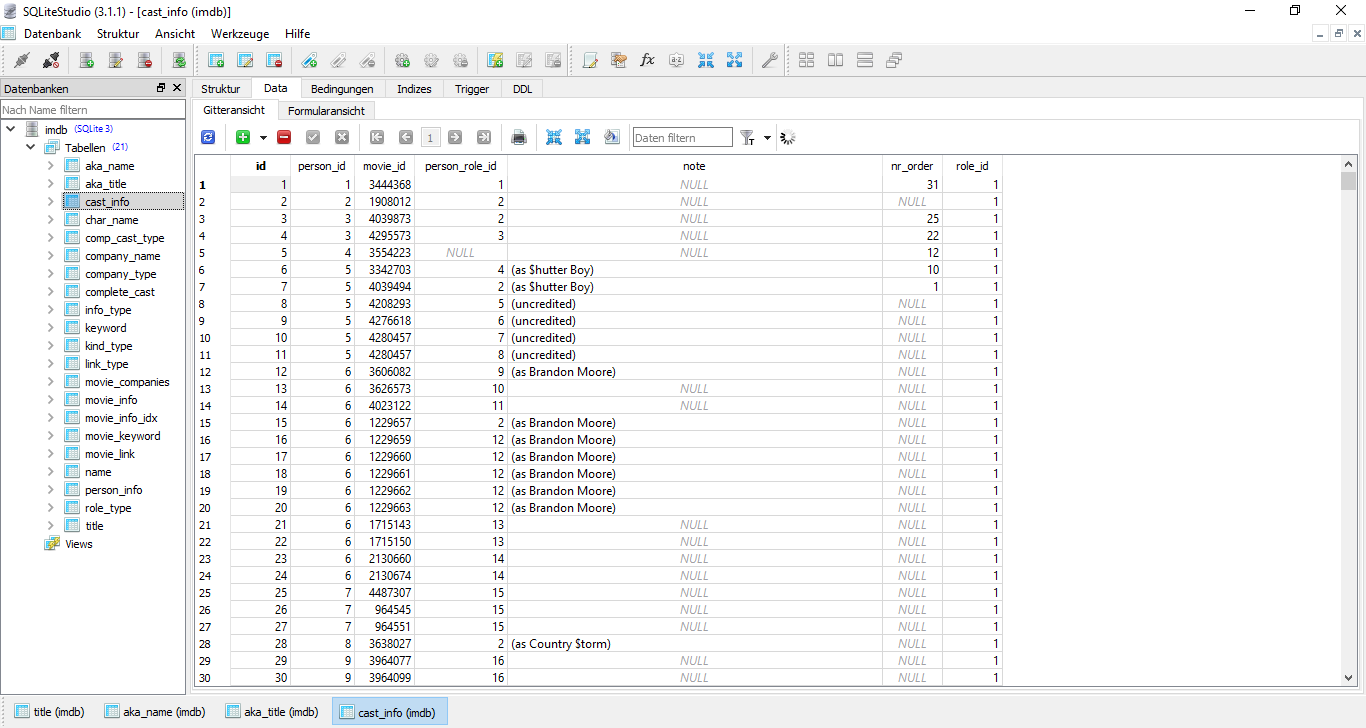 SQLiteStudio (3.1.1) - [cast_info (imdb)]
Datenbank Struktur Ansicht Werkzeuge Hilfe
Datenbanken
Nach Name filtern
imdb (SQLite 3)
Tabellen (21)
aka_name
aka_title
cast_info
char_name
comp_cast_type
company_name
company_type
complete_cast
info_type
keyword
kind_type
link_type
movie_companies
movie_info
movie_info_idx
movie_keyword
movie_link
name
person_info
role_type
title
Views
Struktur Data Bedingungen Indizes Trigger DDL
Gitteransicht Formularansicht
1 Daten filtern
id person_id movie_id person_role_id note nr_order role_id
1 1 1 3444368 1 NULL 31 1
2 2 2 1908012 2 NULL NULL 1
3 3 3 4039873 2 NULL 25 1
4 4 3 4295573 3 NULL 22 1
5 5 4 3554223 NULL NULL 12 1
6 6 5 3342703 4 (as $hutter Boy) 10 1
7 7 5 4039494 2 (as $hutter Boy) 1 1
8 8 5 4208293 5 (uncredited) NULL 1
9 9 5 4276618 6 (uncredited) NULL 1
10 10 5 4280457 7 (uncredited) NULL 1
11 11 5 4280457 8 (uncredited) NULL 1
12 12 6 3606082 9 (as Brandon Moore) NULL 1
13 13 6 3626573 10 NULL NULL 1
14 14 6 4023122 11 NULL NULL 1
15 15 6 1229657 2 (as Brandon Moore) NULL 1
16 16 6 1229659 12 (as Brandon Moore) NULL 1
17 17 6 1229660 12 (as Brandon Moore) NULL 1
18 18 6 1229661 12 (as Brandon Moore) NULL 1
19 19 6 1229662 12 (as Brandon Moore) NULL 1
20 20 6 1229663 12 (as Brandon Moore) NULL 1
21 21 6 1715143 13 NULL NULL 1
22 22 6 1715150 13 NULL NULL 1
23 23 6 2130660 14 NULL NULL 1
24 24 6 2130674 14 NULL NULL 1
25 25 7 4487307 15 NULL NULL 1
26 26 7 964545 15 NULL NULL 1
27 27 7 964551 15 NULL NULL 1
28 28 8 3638027 2 (as Country $torm) NULL 1
29 29 9 3964077 16 NULL NULL 1
30 30 9 3964099 16 NULL NULL 1
title (imdb) aka_name (imdb) aka_title (imdb) cast_info (imdb)